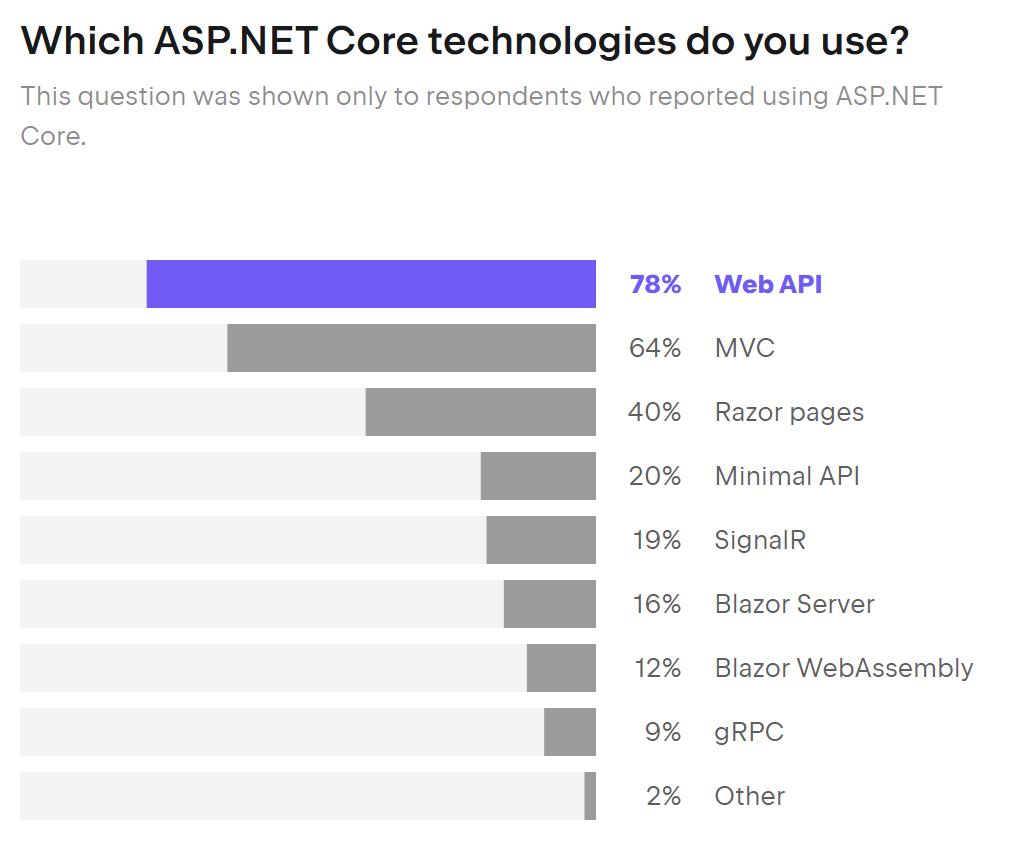 Which ASP.NET Core technologies do you use?
This question was shown only to respondents who reported using ASP.NET
Core.
78% Web API
64% MVC
40% Razor pages
20% Minimal API
19% SignalR
16% Blazor Server
12% Blazor WebAssembly
9% gRPC
2% Other